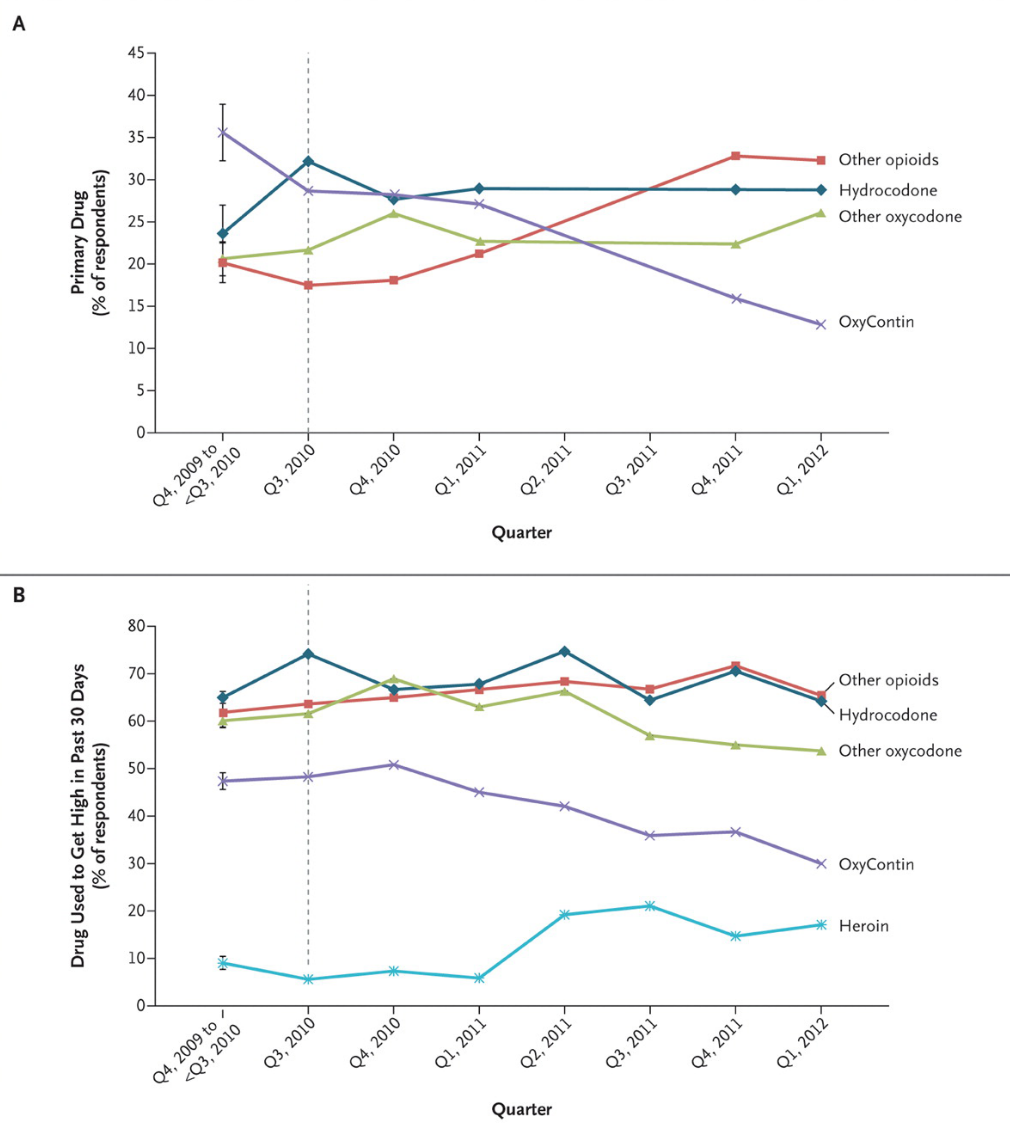 A
45
40
35
30
25
20
15
10
5
0
Primary Drug
(% of respondents)
Other opioids
Hydrocodone
Other oxycodone
OxyContin
Q4, 2009 to
<Q3, 2010
Q3, 2010
Q4, 2010
Q1, 2011
Q2, 2011
Q4, 2011
Q1, 2012
Quarter
B
80
70
60
50
40
30
20
10
0
Drug Used to Get High in Past 30 Days
(% of respondents)
Other opioids
Hydrocodone
Other oxycodone
OxyContin
Heroin
Q4, 2009 to
<Q3, 2010
Q3, 2010
Q4, 2010
Q1, 2011
Q2, 2011
Q3, 2011
Q4, 2011
Q1, 2012
Quarter